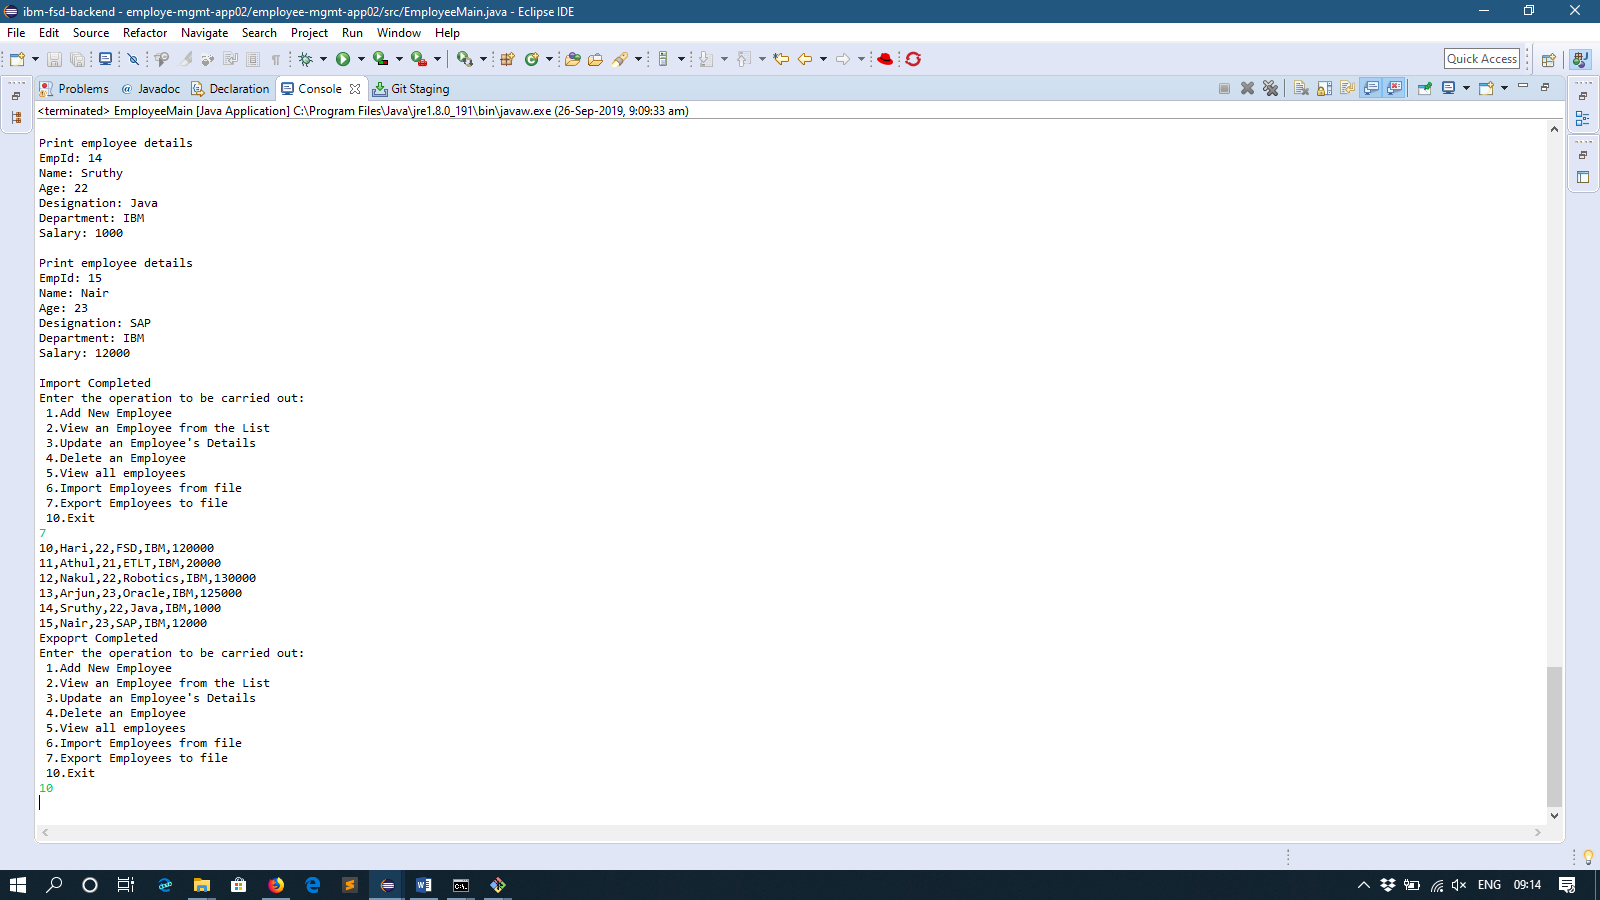 ibm-fsd-backend - employe-mgmt-app02/employee-mgmt-app02/src/EmployeeMain.java - Eclipse IDE
File Edit Source Refactor Navigate Search Project Run Window Help
Quick Access
Problems @ Javadoc Declaration Console Git Staging
<terminated> EmployeeMain [Java Application] C:\Program Files\Java\jre1.8.0_191\bin\javaw.exe (26-Sep-2019, 9:09:33 am)
Print employee details
EmpId: 14
Name: Sruthy
Age: 22
Designation: Java
Department: IBM
Salary: 1000
Print employee details
EmpId: 15
Name: Nair
Age: 23
Designation: SAP
Department: IBM
Salary: 12000
Import Completed
Enter the operation to be carried out:
1.Add New Employee
2.View an Employee from the List
3.Update an Employee's Details
4.Delete an Employee
5.View all employees
6.Import Employees from file
7.Export Employees to file
10.Exit
7
10,Hari,22,FSD,IBM,120000
11,Athul,21,ETLT,IBM,20000
12,Nakul,22,Robotics,IBM,130000
13,Arjun,23,Oracle,IBM,125000
14,Sruthy,22,Java,IBM,1000
15,Nair,23,SAP,IBM,12000
Expoprt Completed
Enter the operation to be carried out:
1.Add New Employee
2.View an Employee from the List
3.Update an Employee's Details
4.Delete an Employee
5.View all employees
6.Import Employees from file
7.Export Employees to file
10.Exit
10
ENG 09:14